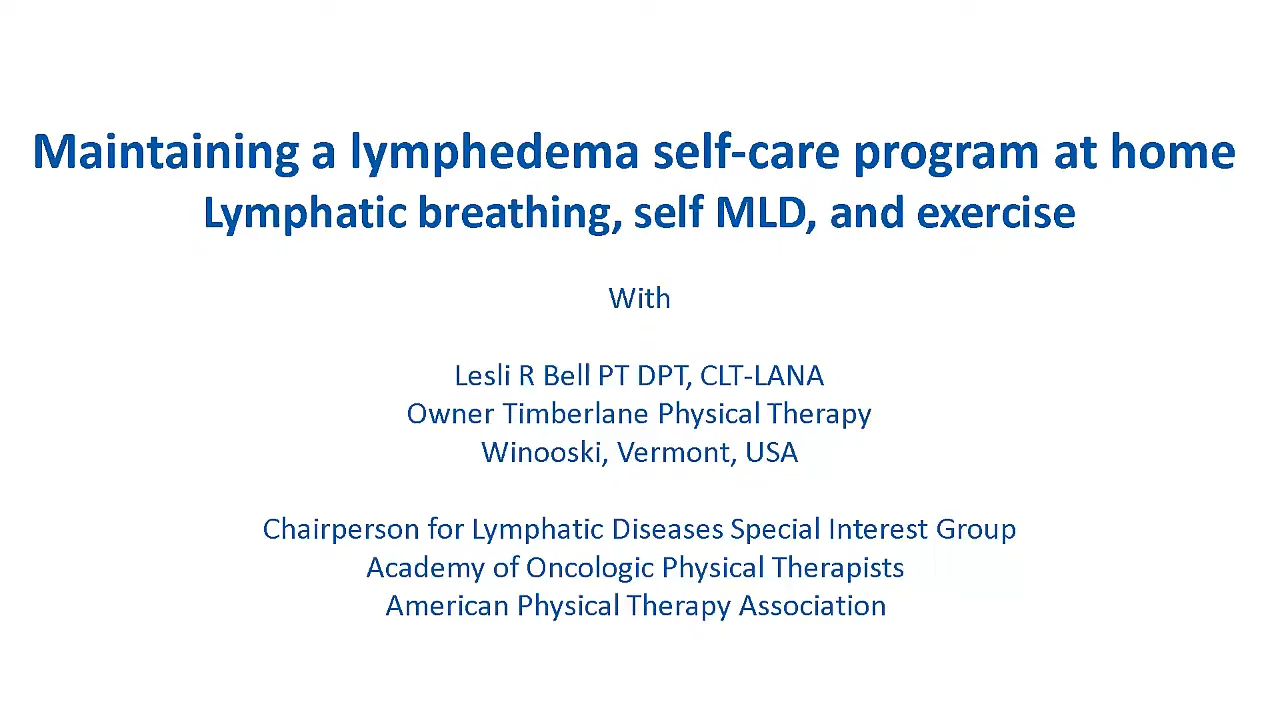 Maintaining a lymphedema self-care program at home
Lymphatic breathing, self MLD, and exercise
With
Lesli R Bell PT DPT, CLT-LANA
Owner Timberlane Physical Therapy
Winooski, Vermont, USA
Chairperson for Lymphatic Diseases Special Interest Group
Academy of Oncologic Physical Therapists
American Physical Therapy Association